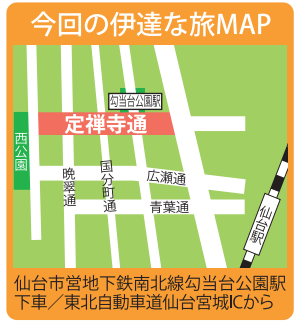 今回の伊達な旅MAP
勾当台公園駅
定禅寺通
西公園
晩翠通
国分町通
広瀬通
青葉通
仙台駅
仙台市営地下鉄南北線勾当台公園駅
下車／東北自動車道仙台宮城ICから